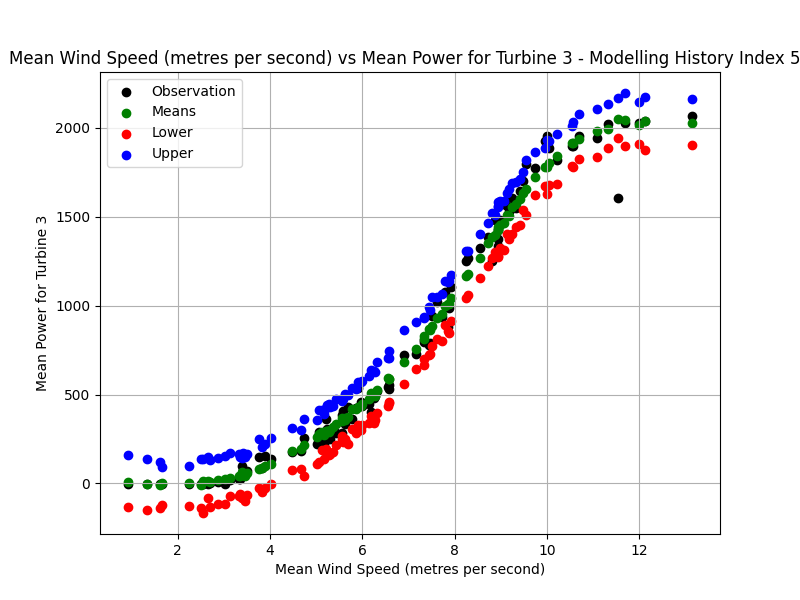 Mean Wind Speed (metres per second) vs Mean Power for Turbine 3 - Modelling History Index 5
Observation
Means
Lower
Upper
Mean Power for Turbine 3
2000
1500
1000
500
0
2
4
6
8
10
12
Mean Wind Speed (metres per second)